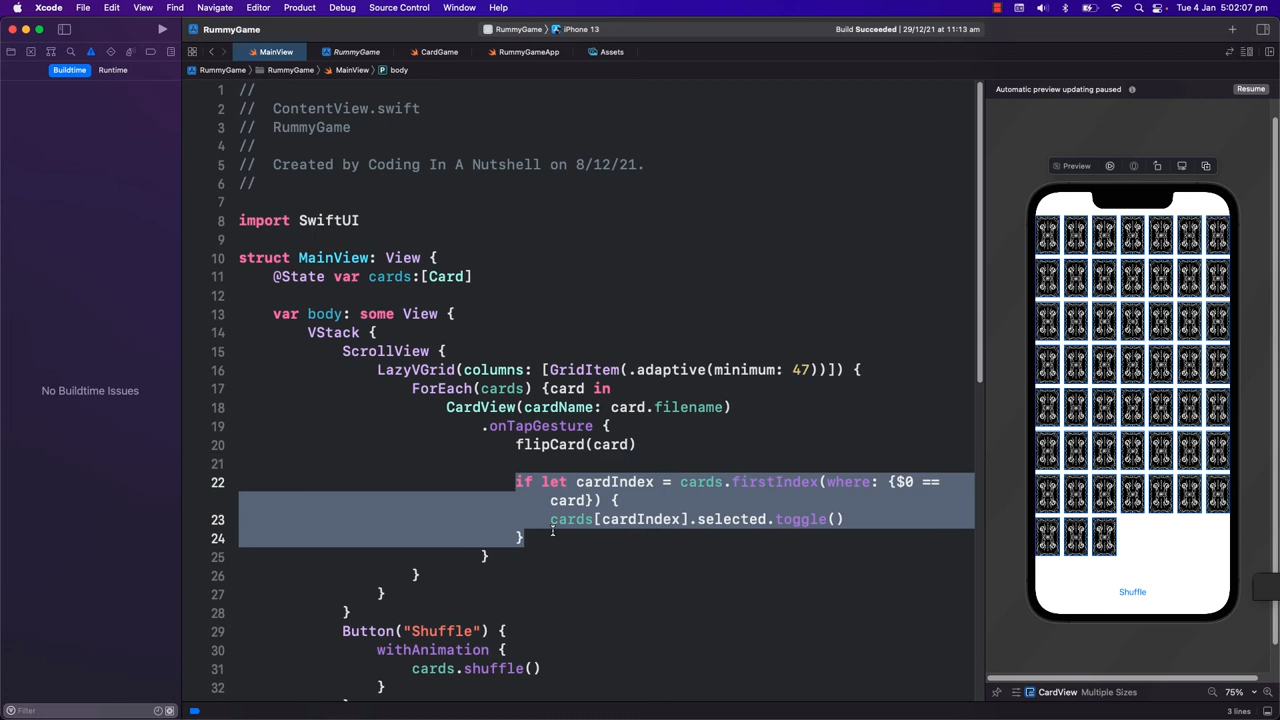 Xcode File Edit View Find Navigate Editor Product Debug Source Control Window Help Tue 4 Jan 5:02:07 pm
RummyGame RummyGame iPhone 13 Build Succeeded | 29/12/21 at 11:13 am
MainView RummyGame CardGame RummyGameApp Assets
Buildtime Runtime RummyGame RummyGame MainView P body
Automatic preview updating paused Resume
No Buildtime Issues
1 //
2 // ContentView.swift
3 // RummyGame
4 //
5 // Created by Coding In A Nutshell on 8/12/21.
6 //
7
8 import SwiftUI
9
10 struct MainView: View {
11 @State var cards:[Card]
12
13 var body: some View {
14 VStack {
15 ScrollView {
16 LazyVGrid(columns: [GridItem(.adaptive(minimum: 47))]) {
17 ForEach(cards) {card in
18 CardView(cardName: card.filename)
19 .onTapGesture {
20 flipCard(card)
21
22 if let cardIndex = cards.firstIndex(where: {$0 ==
card}) {
23 cards[cardIndex].selected.toggle()
24 }
25 }
26 }
27 }
28 }
29 Button("Shuffle") {
30 withAnimation {
31 cards.shuffle()
32 }
Preview
Shuffle
Filter
CardView Multiple Sizes 75%
3 lines